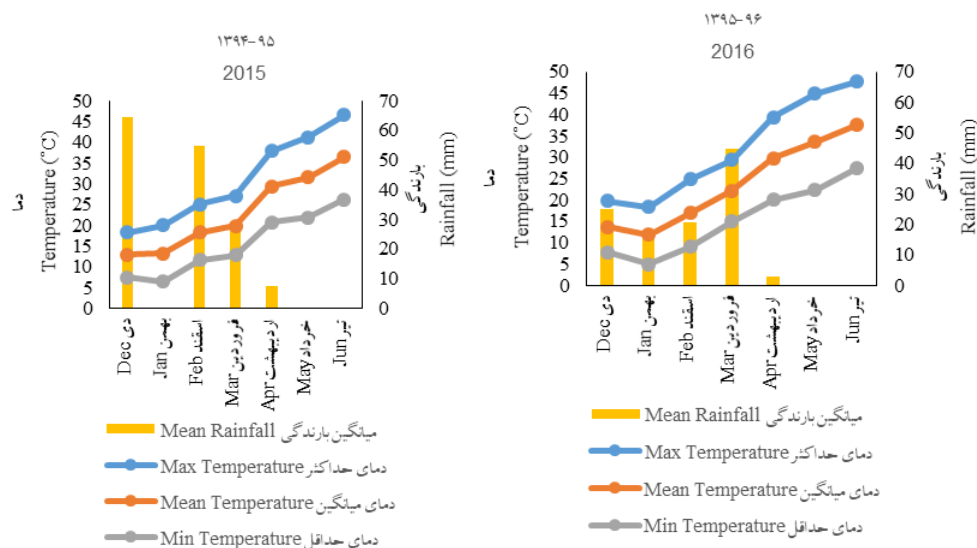 ۱۳۹۴-۹۵
2015
50
45
40
35
30
25
20
15
10
5
0
70
60
50
40
30
20
10
0
دما
Temperature (°C)
بارندگی
Rainfall (mm)
دی Dec
بهمن Jan
اسفند Feb
فروردین Mar
اردیبهشت Apr
خرداد May
تیر Jun
میانگین بارندگی Mean Rainfall
دمای حداکثر Max Temperature
دمای میانگین Mean Temperature
دمای حداقل Min Temperature
۱۳۹۵-۹۶
2016
50
45
40
35
30
25
20
15
10
5
0
70
60
50
40
30
20
10
0
دما
Temperature (°C)
بارندگی
Rainfall (mm)
دی Dec
بهمن Jan
اسفند Feb
فروردین Mar
اردیبهشت Apr
خرداد May
تیر Jun
میانگین بارندگی Mean Rainfall
دمای حداکثر Max Temperature
دمای میانگین Mean Temperature
دمای حداقل Min Temperature